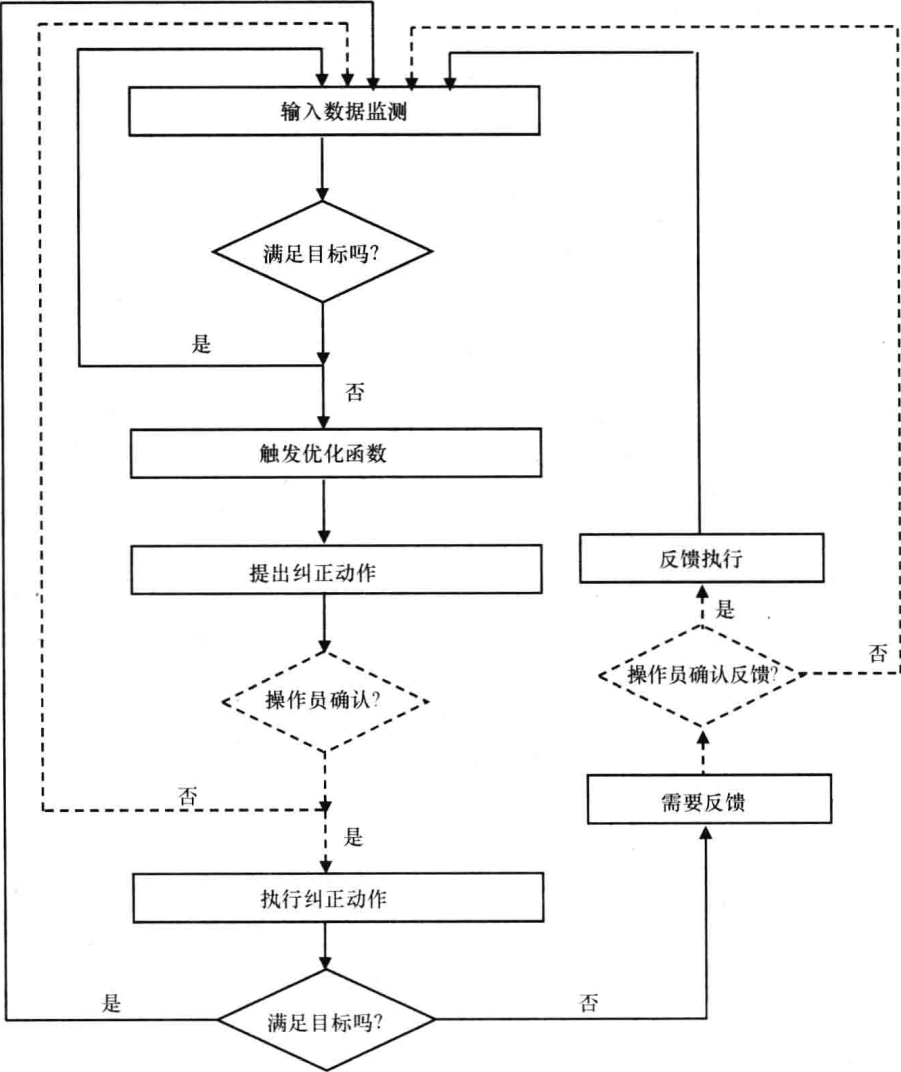 输入数据监测
满足目标吗?
是
否
触发优化函数
提出纠正动作
操作员确认?
否
是
执行纠正动作
满足目标吗?
是
否
需要反馈
操作员确认反馈?
否
是
反馈执行